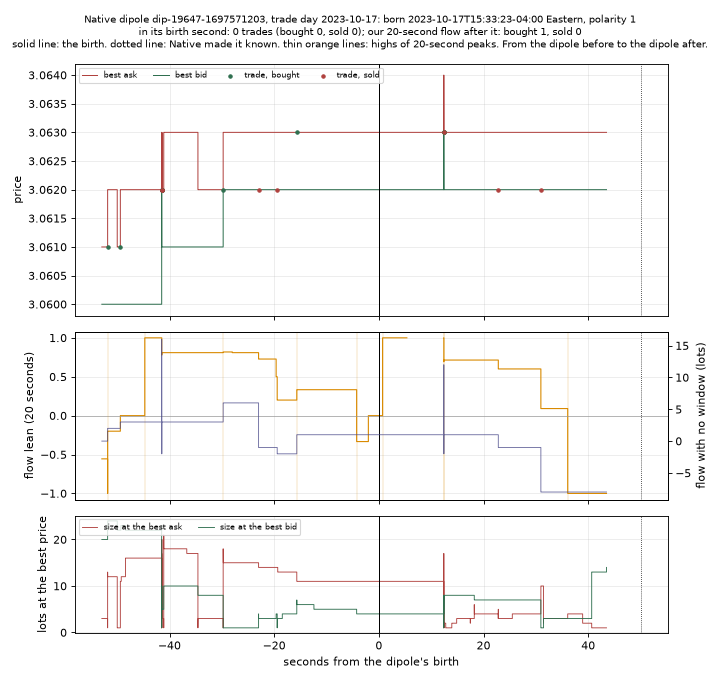 Native dipole dip-19647-1697571203, trade day 2023-10-17: born 2023-10-17T15:33:23-04:00 Eastern, polarity 1
in its birth second: 0 trades (bought 0, sold 0); our 20-second flow after it: bought 1, sold 0
solid line: the birth. dotted line: Native made it known. thin orange lines: highs of 20-second peaks. From the dipole before to the dipole after.
best ask best bid trade, bought trade, sold
3.0640
3.0635
3.0630
3.0625
3.0620
3.0615
3.0610
3.0605
3.0600
price
1.0
0.5
0.0
−0.5
−1.0
flow lean (20 seconds)
15
10
5
0
−5
flow with no window (lots)
size at the best ask size at the best bid
20
10
0
lots at the best price
−40 −20 0 20 40
seconds from the dipole's birth